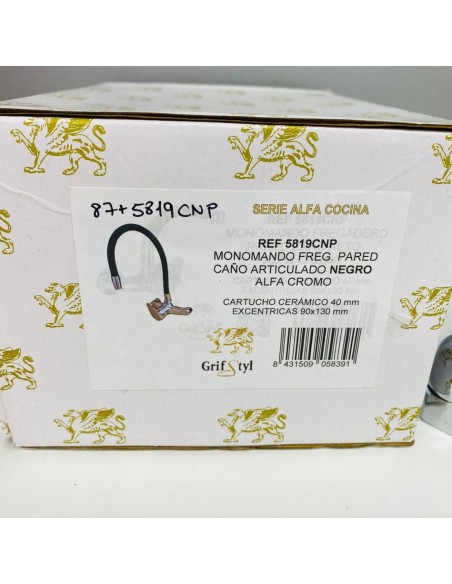 87+5819CNP
SERIE ALFA COCINA
REF 5819CNP
MONOMANDO FREG. PARED
CAÑO ARTICULADO NEGRO
ALFA CROMO
CARTUCHO CERÁMICO 40 mm
EXCENTRICAS 90x130 mm
GrifStyl
8 431509 058391